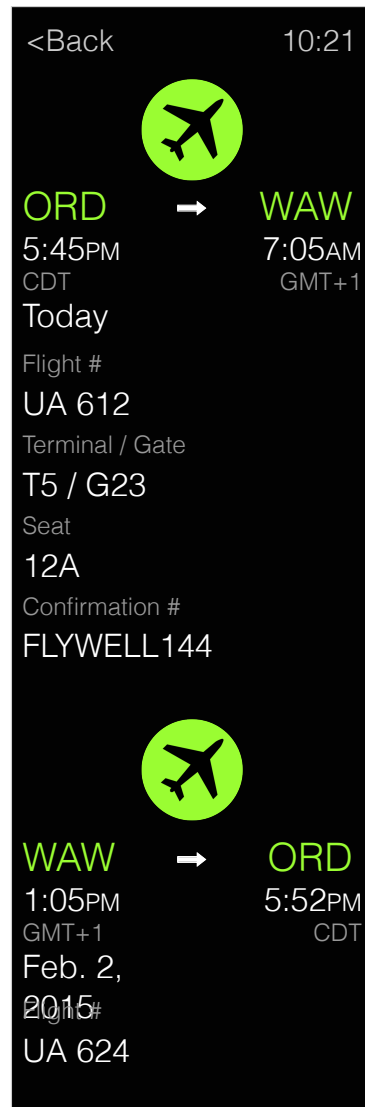 <Back 10:21
ORD WAW
5:45PM 7:05AM
CDT GMT+1
Today
Flight #
UA 612
Terminal / Gate
T5 / G23
Seat
12A
Confirmation #
FLYWELL144
WAW ORD
1:05PM 5:52PM
GMT+1 CDT
Feb. 2,
2015
Flight #
UA 624